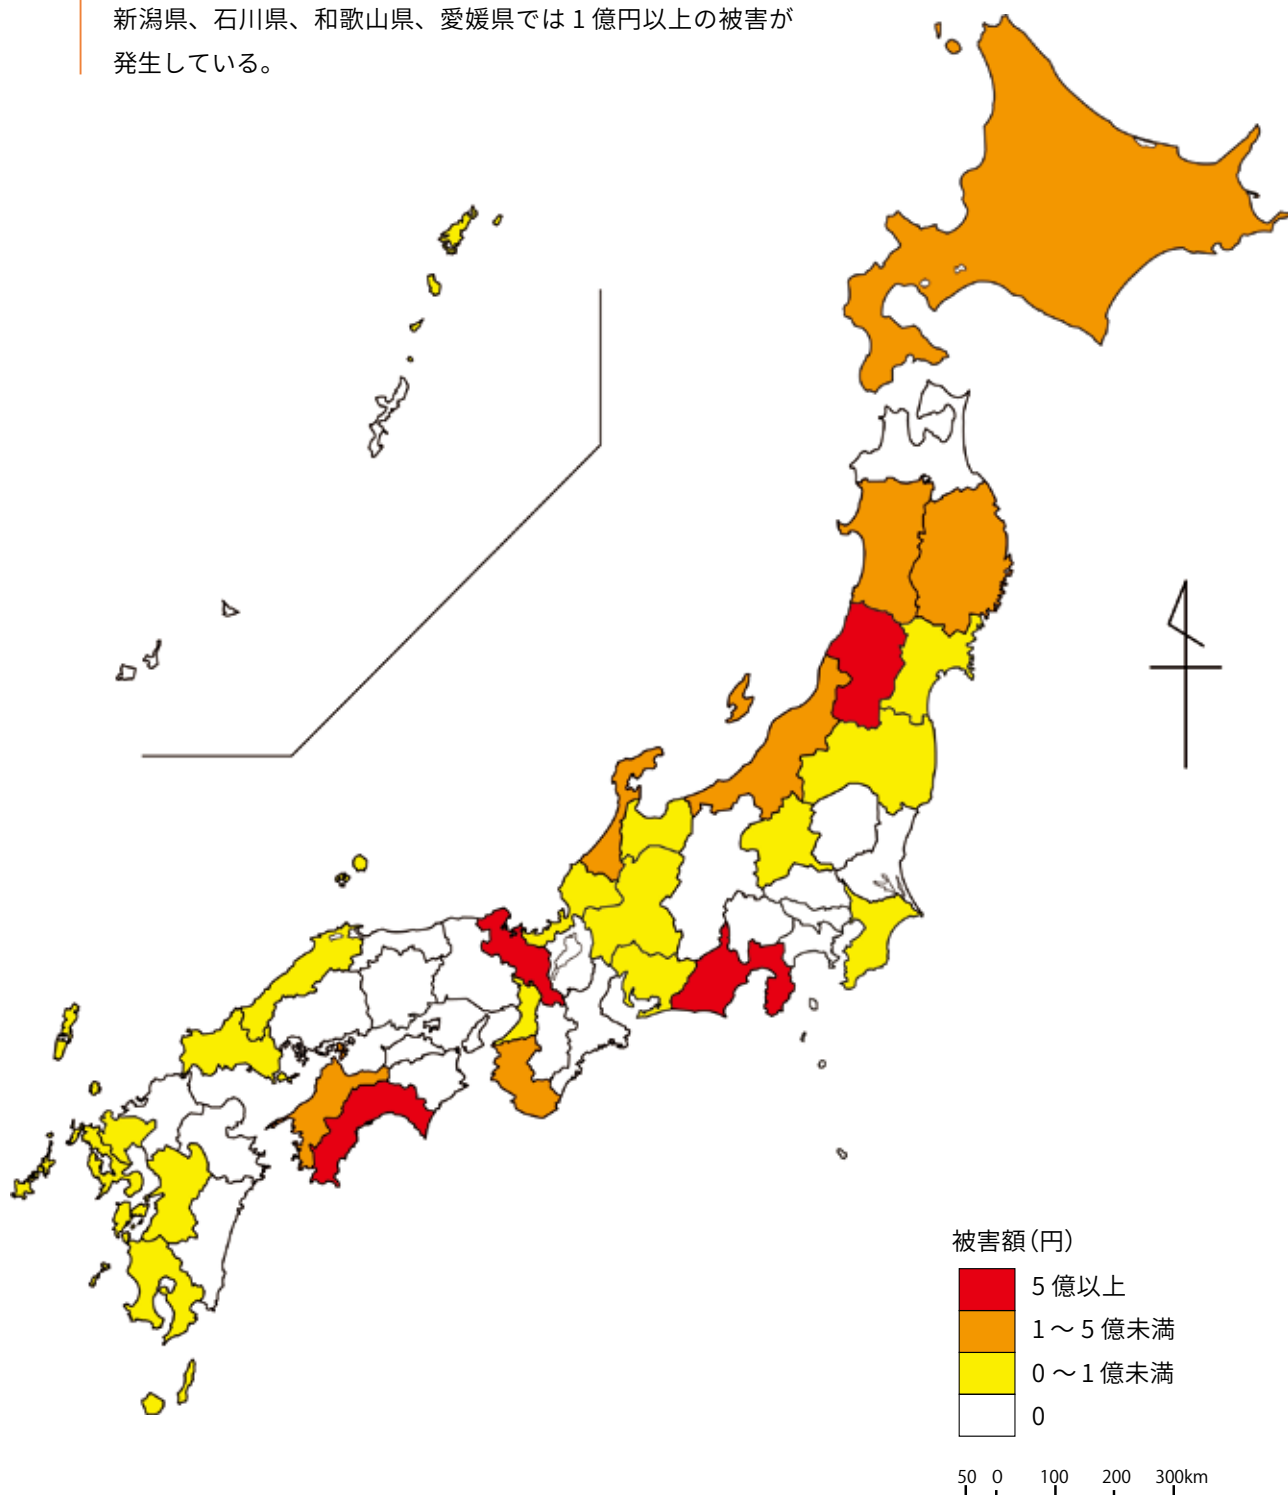 新潟県、石川県、和歌山県、愛媛県では 1 億円以上の被害が
発生している。
被害額（円）
5 億以上
1～ 5 億未満
0 ～ 1 億未満
0
50 0 100 200 300km